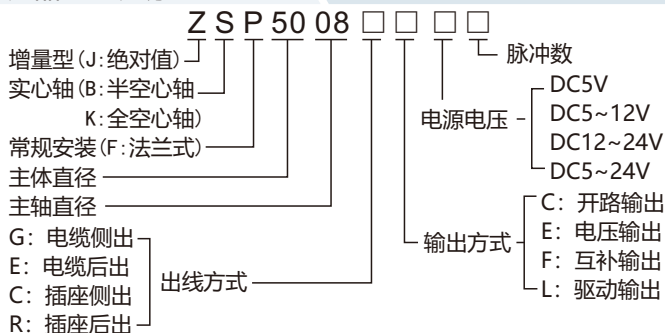 Z S P 50 08 □ □ □ □
增量型(J:绝对值)
实心轴(B:半空心轴
K:全空心轴)
常规安装(F:法兰式)
主体直径
主轴直径
G: 电缆侧出
E: 电缆后出
C: 插座侧出
R: 插座后出
出线方式
脉冲数
电源电压
DC5V
DC5~12V
DC12~24V
DC5~24V
输出方式
C: 开路输出
E: 电压输出
F: 互补输出
L: 驱动输出